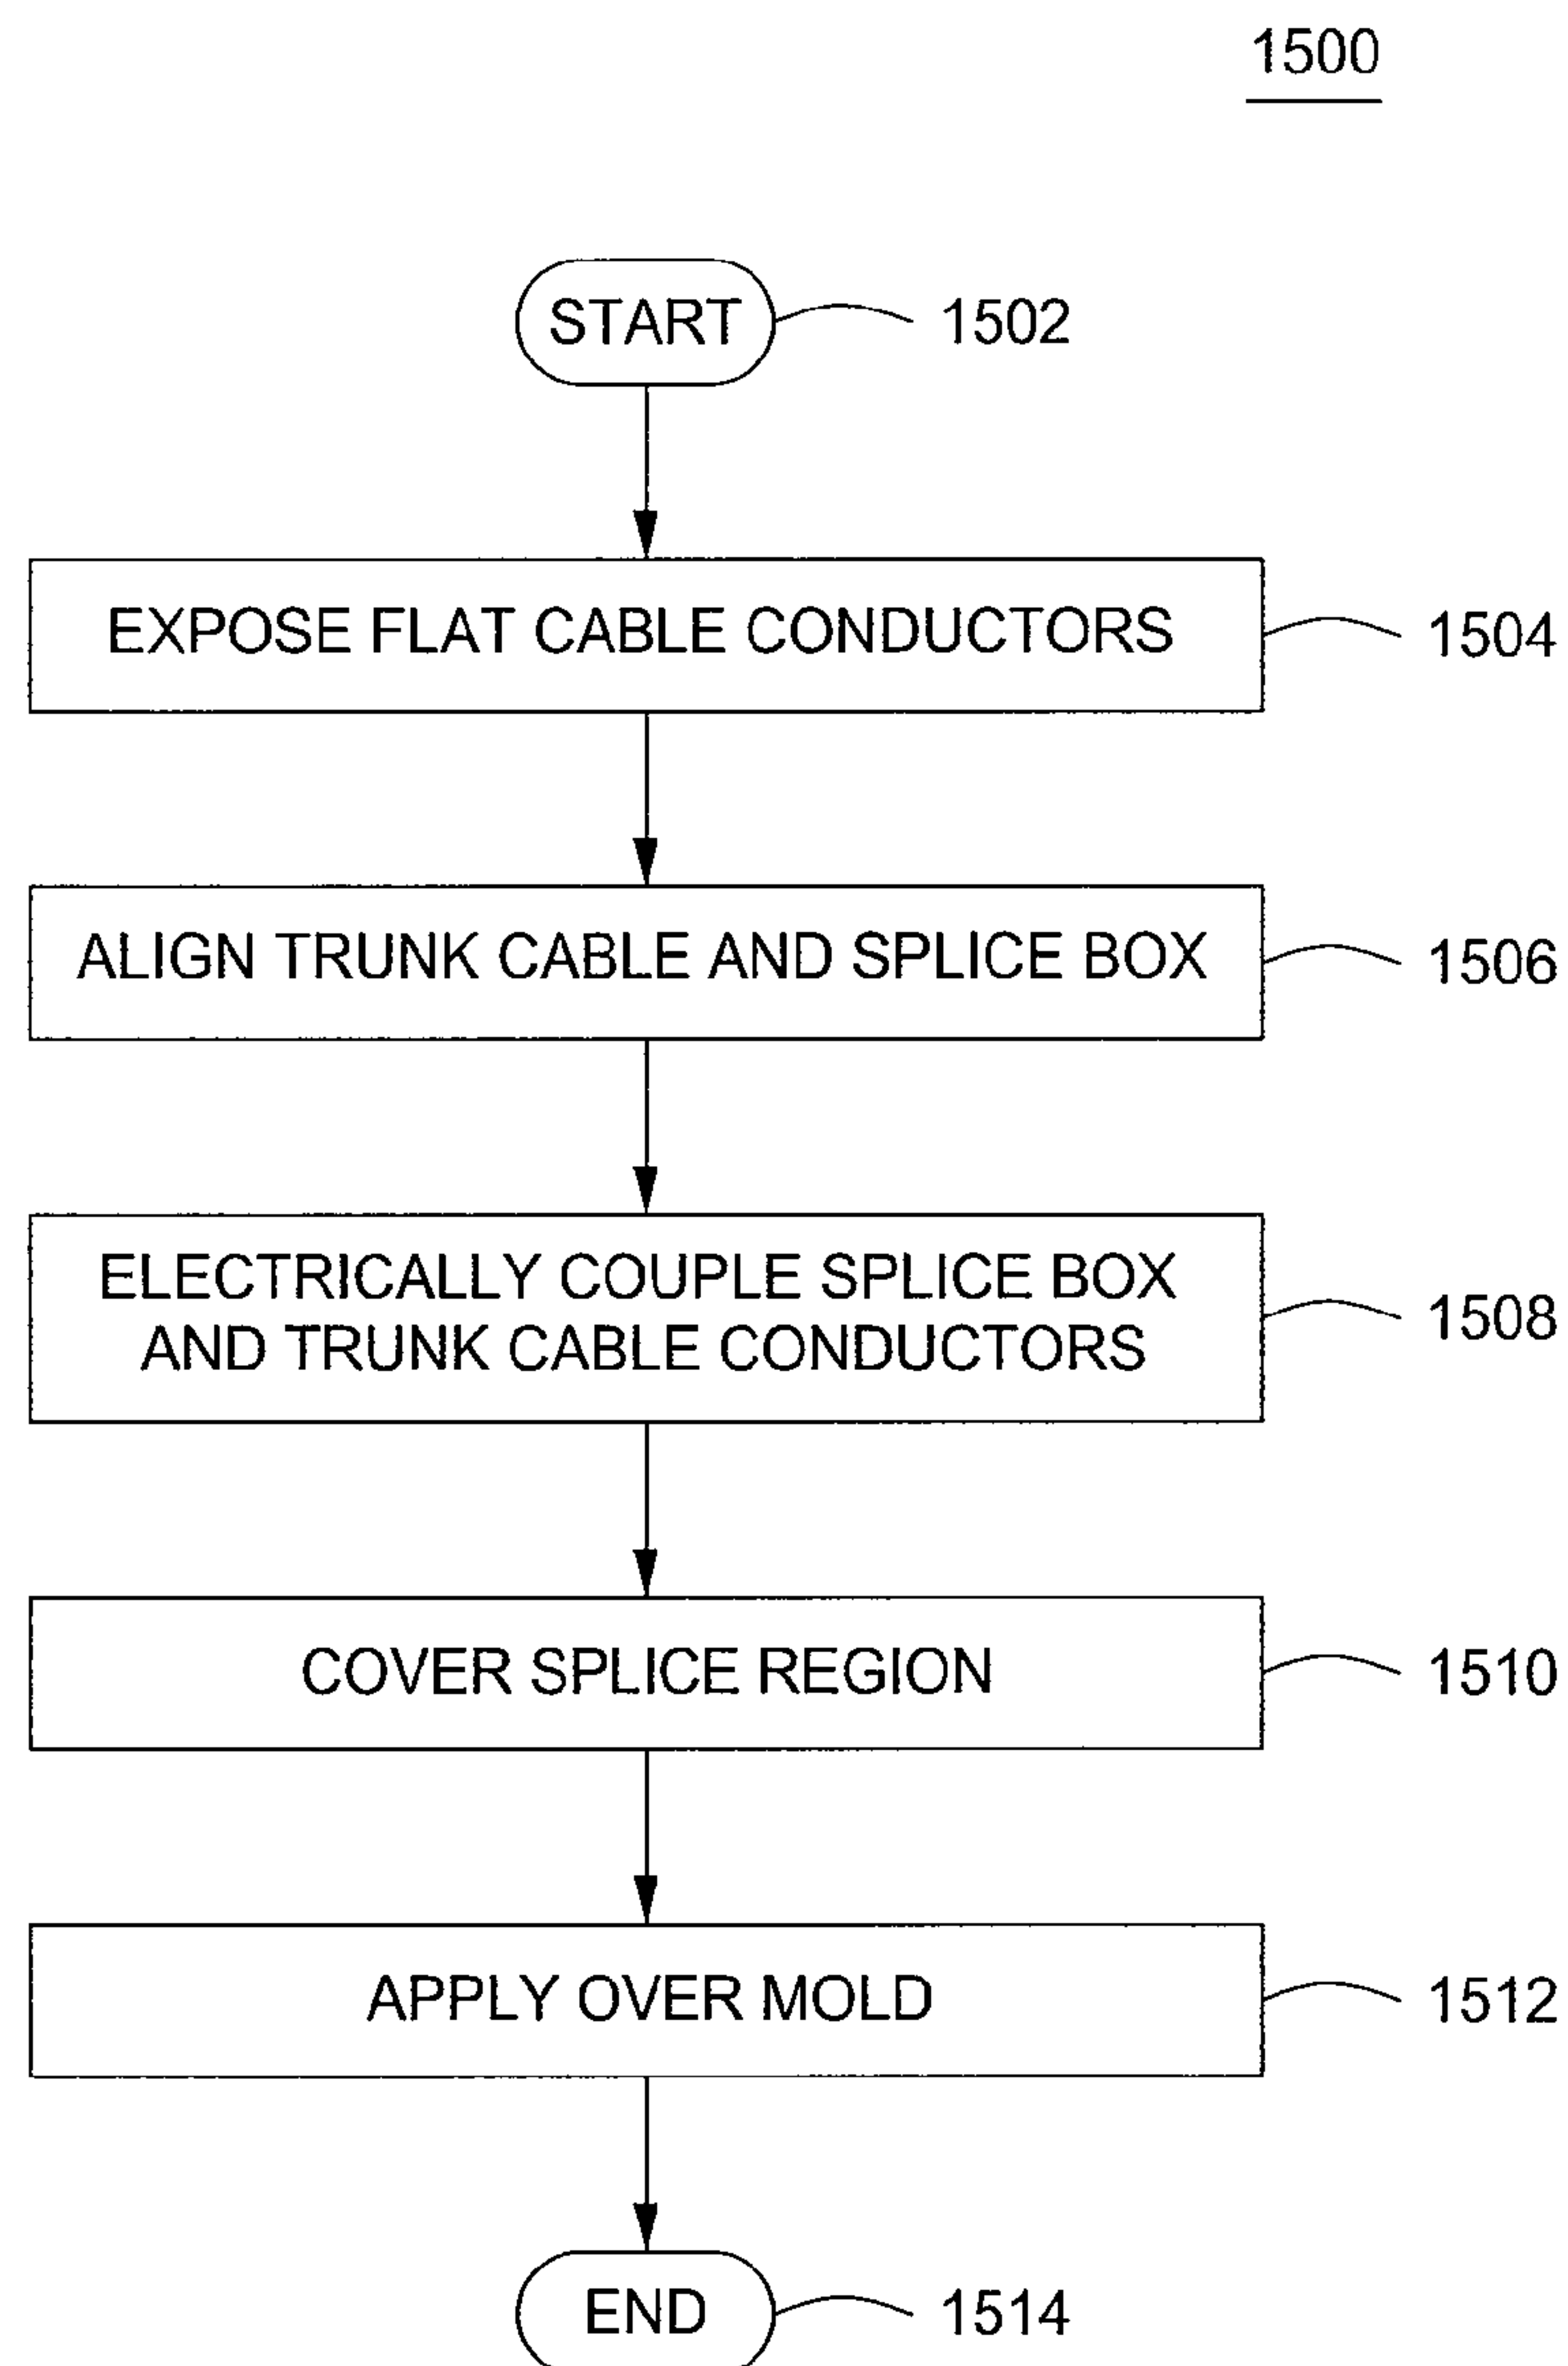 1500
START
1502
EXPOSE FLAT CABLE CONDUCTORS
1504
ALIGN TRUNK CABLE AND SPLICE BOX
1506
ELECTRICALLY COUPLE SPLICE BOX
AND TRUNK CABLE CONDUCTORS
1508
COVER SPLICE REGION
1510
APPLY OVER MOLD
1512
END
1514